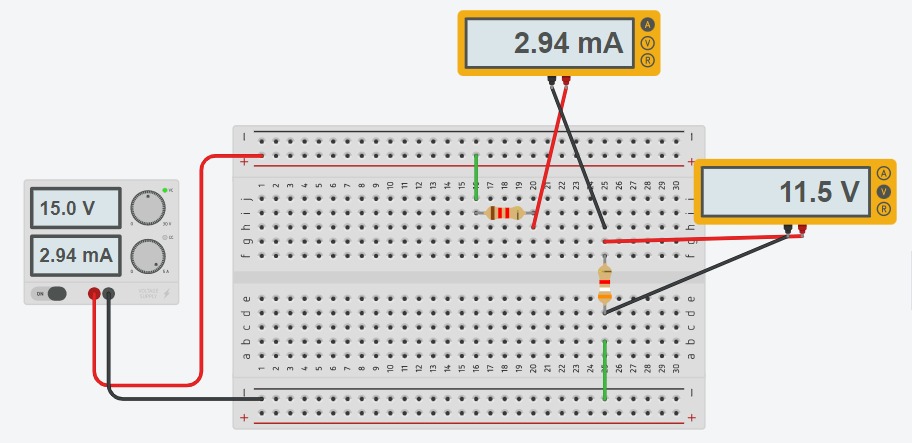 2.94 mA
A
V
R
15.0 V
2.94 mA
ON
11.5 V
A
V
R
− −
+ +
1 2 3 4 5 6 7 8 9 10 11 12 13 14 15 16 17 18 19 20 21 22 23 24 25 26 27 28 29 30
j j
i i
h h
g g
f f
e e
d d
c c
b b
a a
1 2 3 4 5 6 7 8 9 10 11 12 13 14 15 16 17 18 19 20 21 22 23 24 25 26 27 28 29 30
− −
+ +